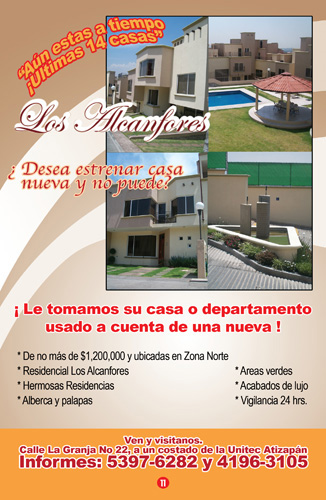 “Aún estas a tiempo
¡Ultimas 14 casas”
Los Alcanfores
¿ Desea estrenar casa
nueva y no puede?
¡ Le tomamos su casa o departamento
usado a cuenta de una nueva !
* De no más de $1,200,000 y ubicadas en Zona Norte
* Residencial Los Alcanfores
* Hermosas Residencias
* Alberca y palapas
* Areas verdes
* Acabados de lujo
* Vigilancia 24 hrs.
Ven y visitanos.
Calle La Granja No 22, a un costado de la Unitec Atizapán
Informes: 5397-6282 y 4196-3105
11